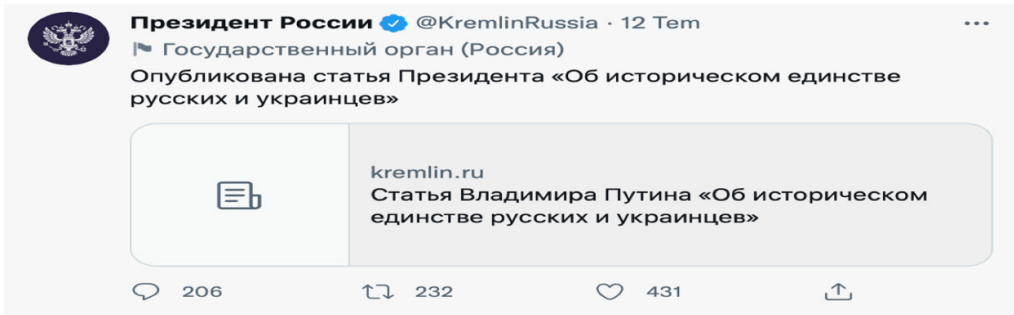 Президент России @KremlinRussia · 12 Tem
Государственный орган (Россия)
Опубликована статья Президента «Об историческом единстве
русских и украинцев»
kremlin.ru
Статья Владимира Путина «Об историческом
единстве русских и украинцев»
206 232 431